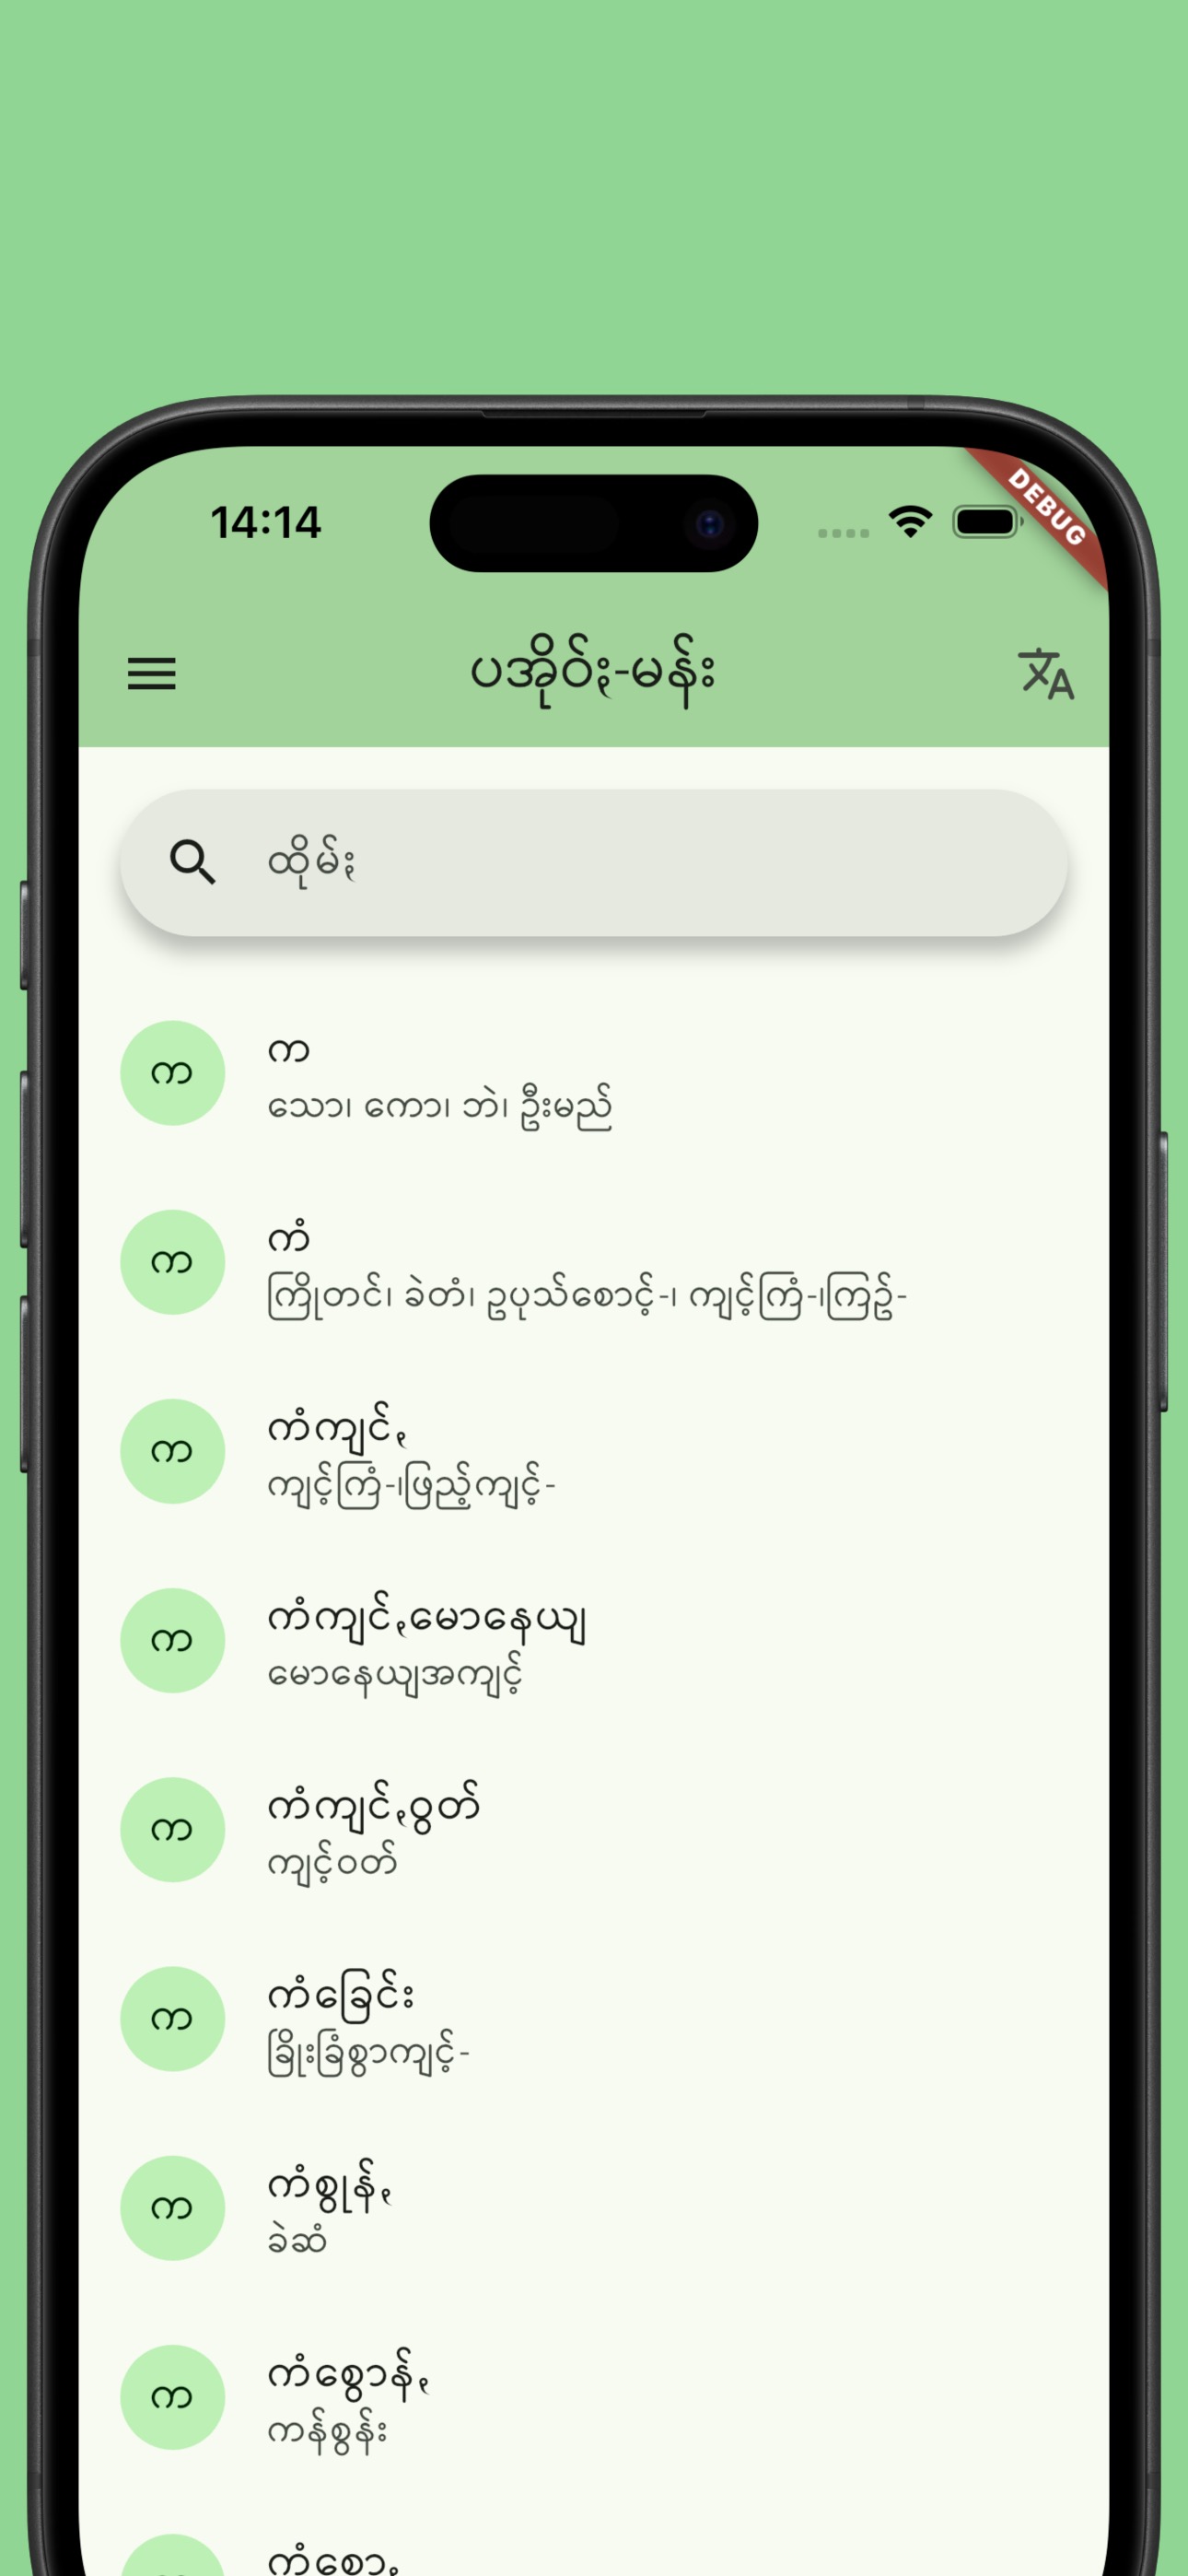 14:14
DEBUG
ပအိုဝ်ႏ-မန်း
ထိုမ်ႏ
က
က
သော၊ ကော၊ ဘဲ၊ ဦးမည်
က
ကံ
ကြိုတင်၊ ခဲတံ၊ ဥပုသ်စောင့်-၊ ကျင့်ကြံ-၊ကြဥ်-
က
ကံကျင်ႇ
ကျင့်ကြံ-၊ဖြည့်ကျင့်-
က
ကံကျင်ႇမောနေယျ
မောနေယျအကျင့်
က
ကံကျင်ႇဝွတ်
ကျင့်ဝတ်
က
ကံခြေင်း
ခြိုးခြံစွာကျင့်-
က
ကံစွုန်ႇ
ခဲဆံ
က
ကံစွောန်ႇ
ကန်စွန်း
ကံစောႇ